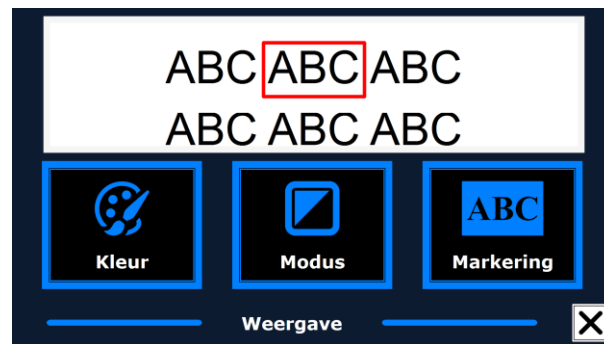 ABC ABC ABC
ABC ABC ABC
ABC
Kleur Modus Markering
Weergave